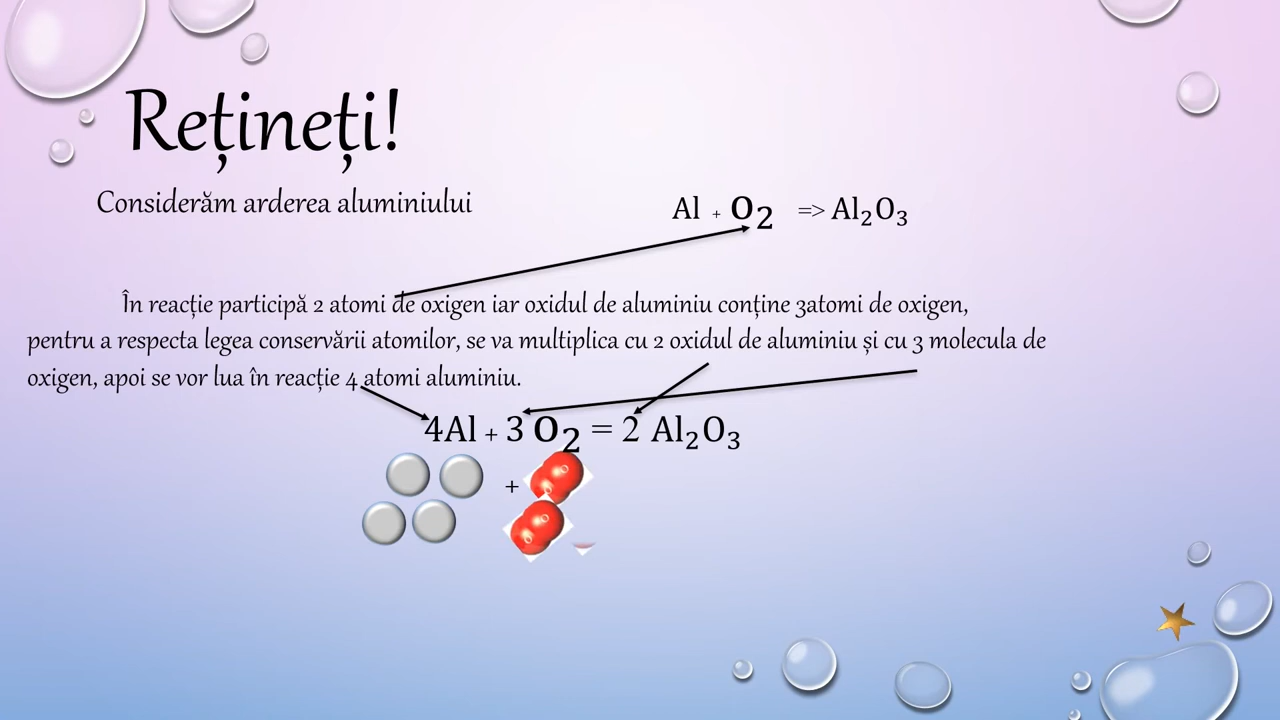 Rețineți!
Considerăm arderea aluminiului
Al + O₂ => Al₂O₃
În reacție participă 2 atomi de oxigen iar oxidul de aluminiu conține 3atomi de oxigen,
pentru a respecta legea conservării atomilor, se va multiplica cu 2 oxidul de aluminiu și cu 3 molecula de
oxigen, apoi se vor lua în reacție 4 atomi aluminiu.
4Al + 3 O₂ = 2 Al₂O₃
+